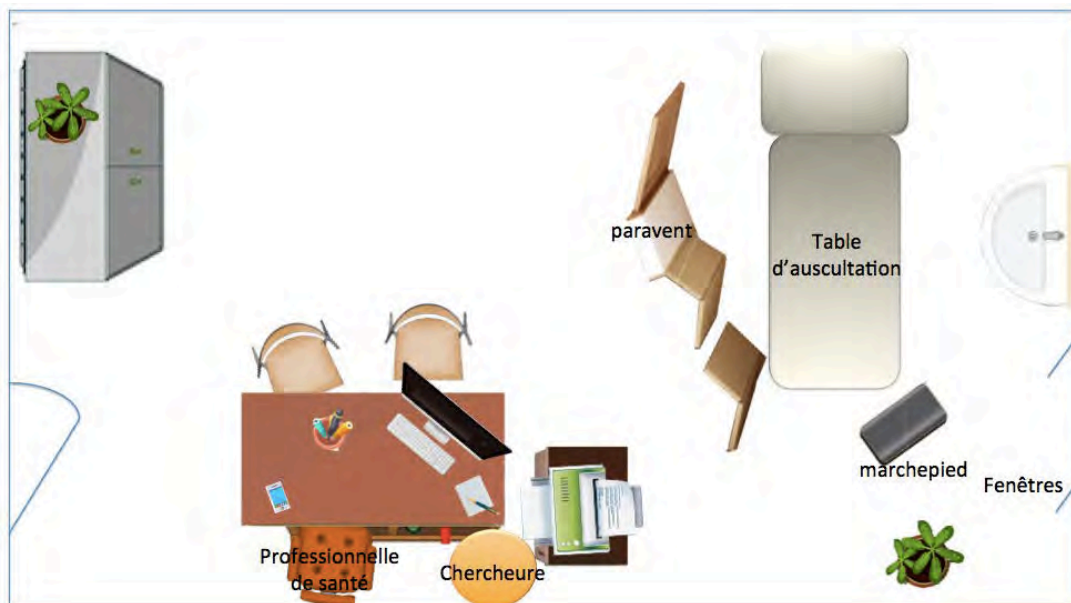 paravent
Table
d’auscultation
marchepied
Fenêtres
Professionnelle
de santé
Chercheure